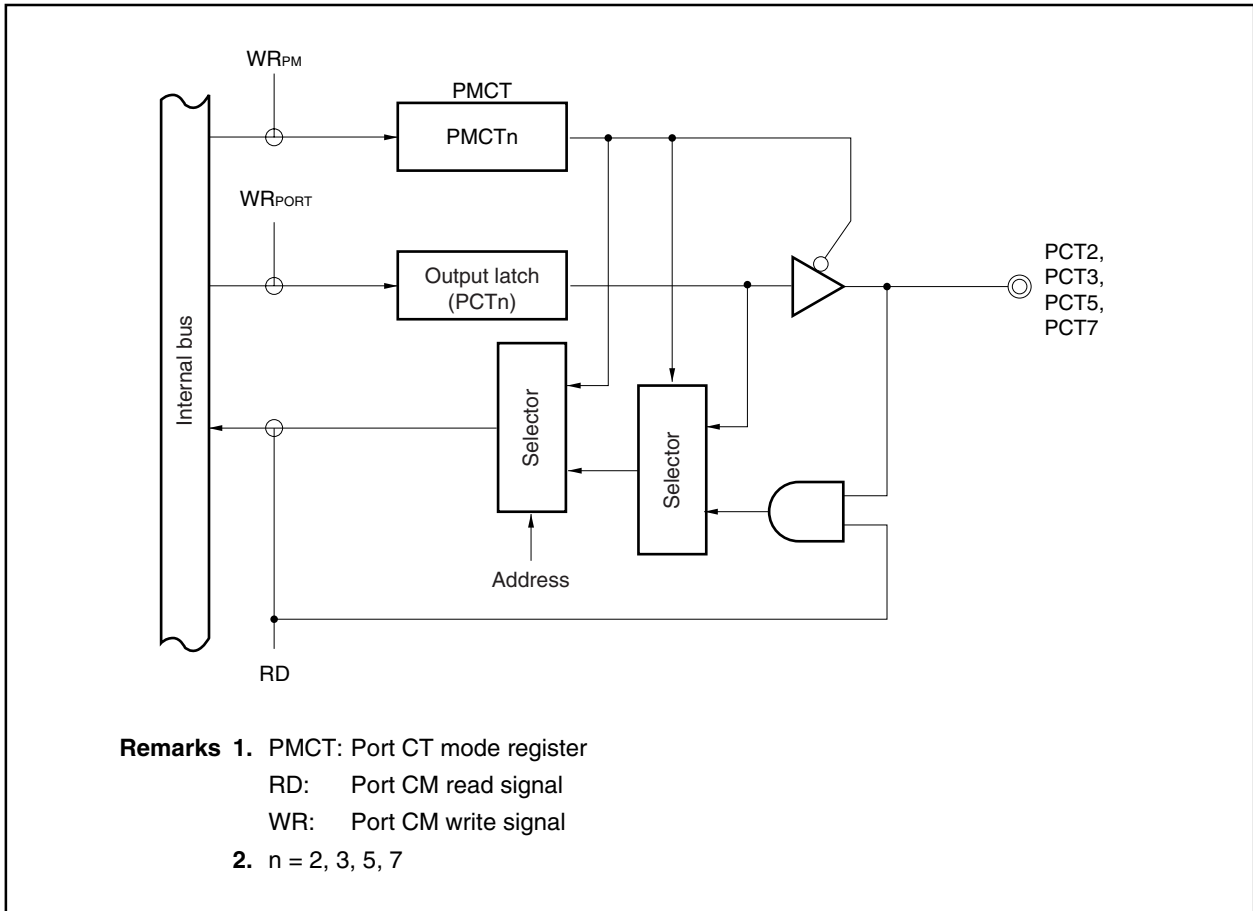 WRPM
PMCT
PMCTn
WRPORT
Output latch
(PCTn)
PCT2,
PCT3,
PCT5,
PCT7
Internal bus
Selector
Selector
Address
RD
Remarks 1. PMCT: Port CT mode register
RD: Port CM read signal
WR: Port CM write signal
2. n = 2, 3, 5, 7